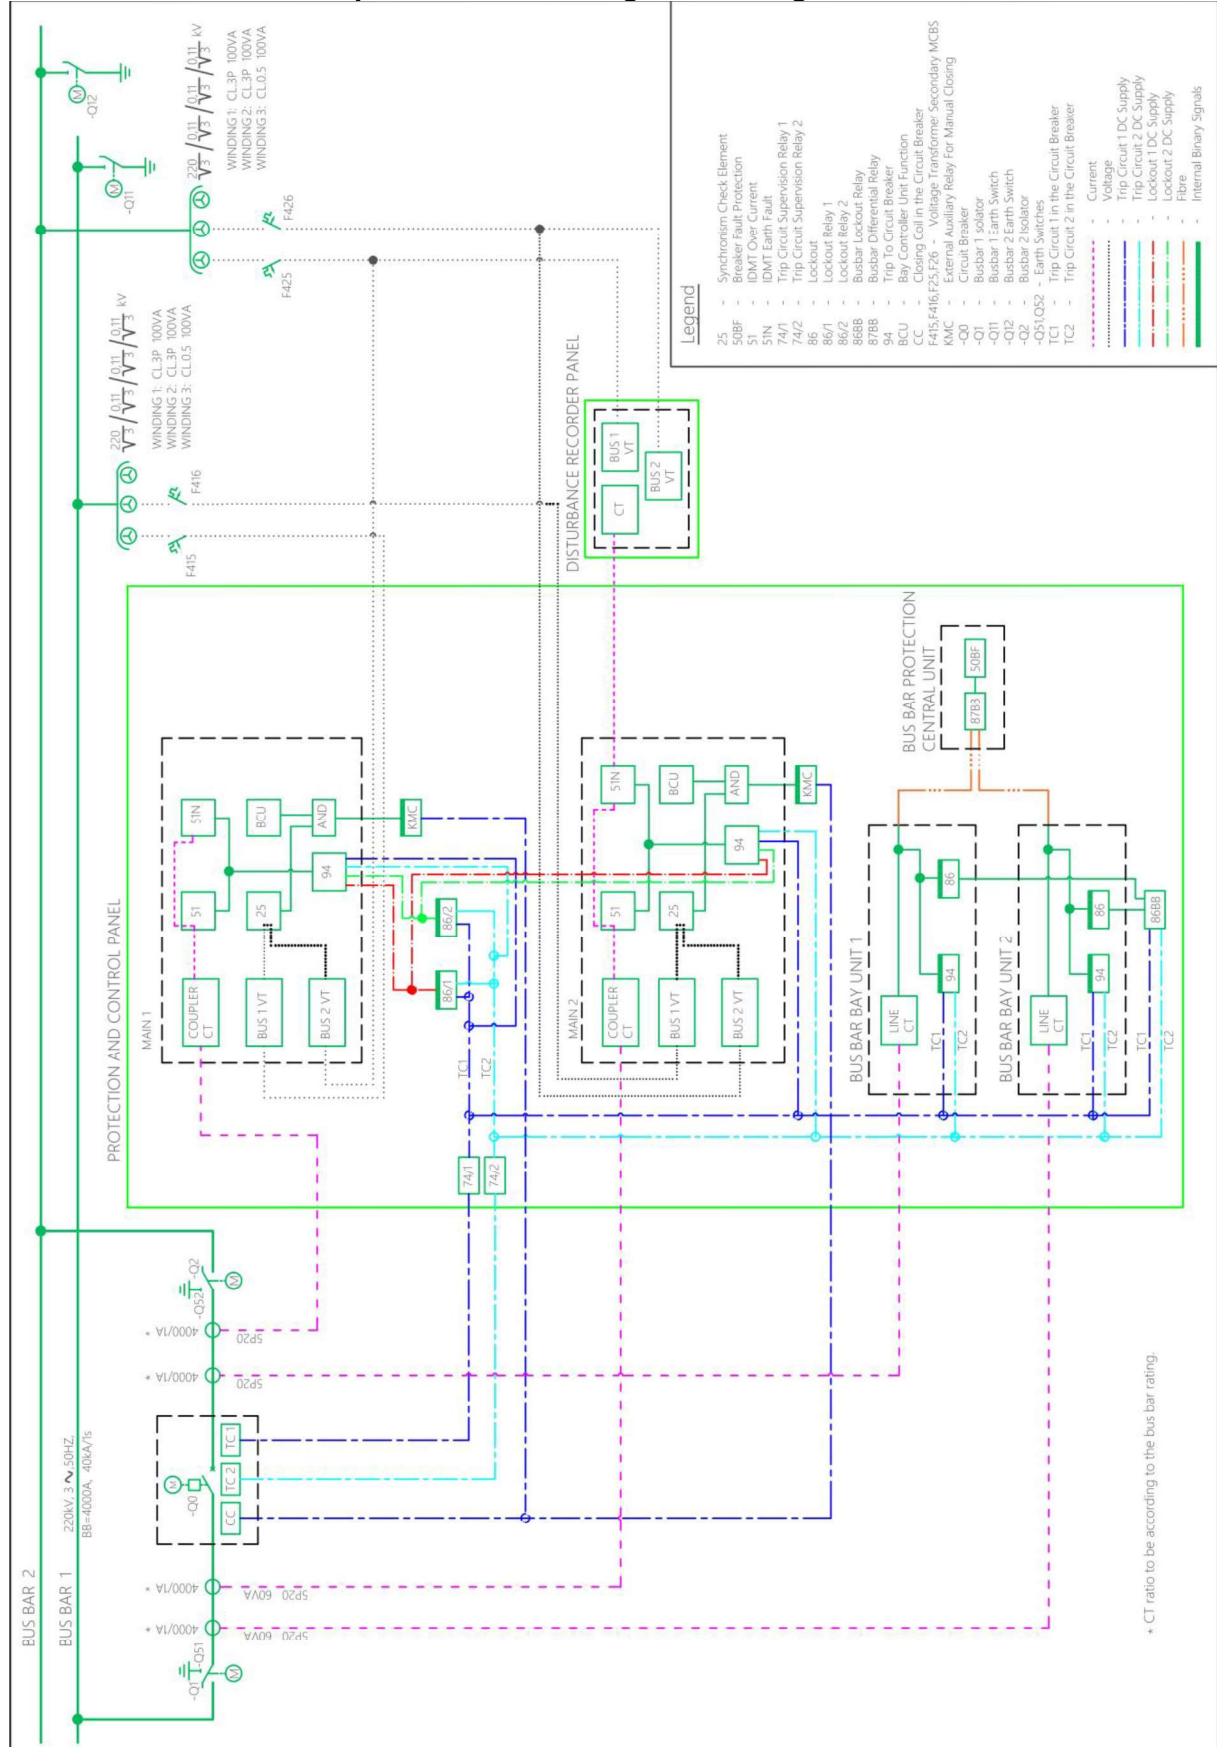 BUS BAR 2
BUS BAR 1
220kV, 3 ~,50HZ,
BB=4000A, 40kA/1s
-Q12
M
-Q11
M
220/√3 / 0,11/√3 / 0,11/√3 / 0,11/√3 kV
WINDING 1: CL.3P 100VA
WINDING 2: CL.3P 100VA
WINDING 3: CL0.5 100VA
220/√3 / 0,11/√3 / 0,11/√3 / 0,11/√3 kV
WINDING 1: CL.3P 100VA
WINDING 2: CL.3P 100VA
WINDING 3: CL0.5 100VA
F415
F416
F425
F426
-Q1
-Q51
M
4000/1A *
5P20 60VA
4000/1A *
5P20 60VA
M
-Q0
CC
TC 2
TC 1
4000/1A *
5P20
4000/1A *
5P20
-Q52
-Q2
M
PROTECTION AND CONTROL PANEL
MAIN 1
COUPLER
CT
51
51N
BUS 1 VT
25
BCU
BUS 2 VT
94
AND
KMC
TC1
TC2
86/1
86/2
74/1
74/2
MAIN 2
COUPLER
CT
51
51N
BUS 1 VT
25
BCU
BUS 2 VT
94
AND
KMC
DISTURBANCE RECORDER PANEL
CT
BUS 1
VT
BUS 2
VT
BUS BAR BAY UNIT 1
LINE
CT
94
86
TC1
TC2
BUS BAR BAY UNIT 2
LINE
CT
94
86
TC1
TC2
86BB
TC1
TC2
BUS BAR PROTECTION
CENTRAL UNIT
87B3
50BF
* CT ratio to be according to the bus bar rating.
Legend
25 - Synchronism Check Element
50BF - Breaker Fault Protection
51 - IDMT Over Current
51N - IDMT Earth Fault
74/1 - Trip Circuit Supervision Relay 1
74/2 - Trip Circuit Supervision Relay 2
86 - Lockout
86/1 - Lockout Relay 1
86/2 - Lockout Relay 2
86BB - Busbar Lockout Relay
87BB - Busbar Differential Relay
94 - Trip To Circuit Breaker
BCU - Bay Controller Unit Function
CC - Closing Coil in the Circuit Breaker
F415,F416,F25,F26 - Volitage Transformer Secondary MCBS
KMC - External Auxiliary Relay For Manual Closing
-Q0 - Circuit Breaker
-Q1 - Busbar 1 solator
-Q11 - Busbar 1 Earth Switch
-Q12 - Busbar 2 Earth Switch
-Q2 - Busbar 2 Isolator
-Q51,Q52 - Earth Switches
TC1 - Trip Circuit 1 in the Circuit Breaker
TC2 - Trip Circuit 2 in the Circuit Breaker
- Current
- Voltage
- Trip Circuit 1 DC Supply
- Trip Circuit 2 DC Supply
- Lockout 1 DC Supply
- Lockout 2 DC Supply
- Fibre
- Internal Binary Signals